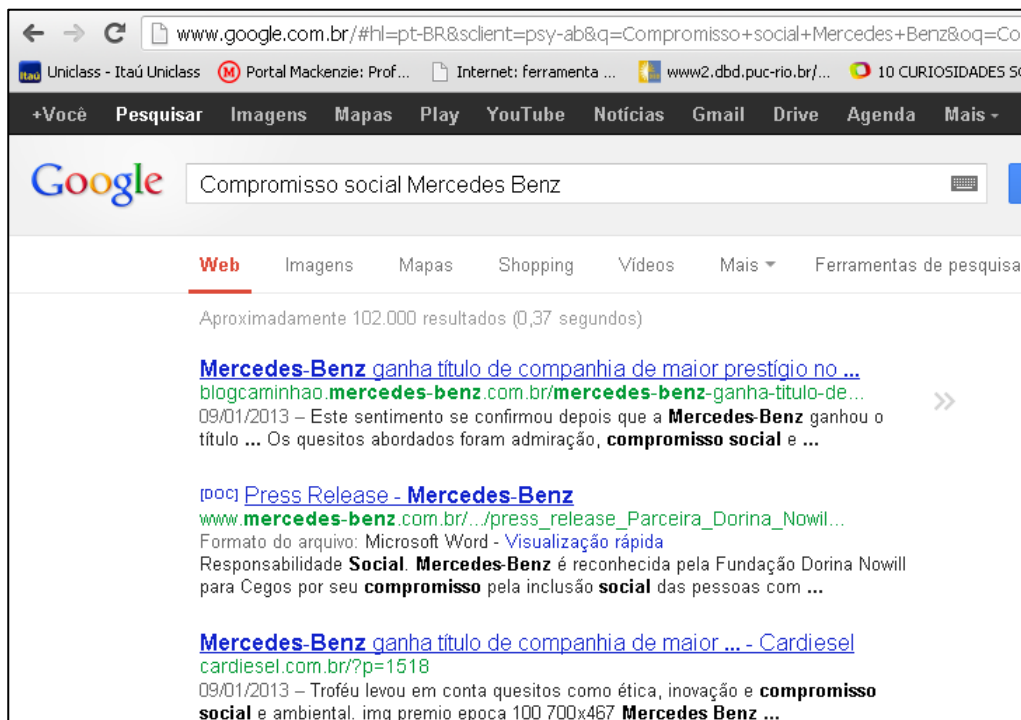 www.google.com.br/#hl=pt-BR&sclient=psy-ab&q=Compromisso+social+Mercedes+Benz&oq=Co
Itaú Uniclass - Itaú Uniclass M Portal Mackenzie: Prof... Internet: ferramenta ... www2.dbd.puc-rio.br/... 10 CURIOSIDADES SO
+Você Pesquisar Imagens Mapas Play YouTube Notícias Gmail Drive Agenda Mais
Google Compromisso social Mercedes Benz
Web Imagens Mapas Shopping Vídeos Mais Ferramentas de pesquisa
Aproximadamente 102.000 resultados (0,37 segundos)
Mercedes-Benz ganha título de companhia de maior prestígio no ...
blogcaminhao.mercedes-benz.com.br/mercedes-benz-ganha-titulo-de...
09/01/2013 – Este sentimento se confirmou depois que a Mercedes-Benz ganhou o
título ... Os quesitos abordados foram admiração, compromisso social e ...
[DOC] Press Release - Mercedes-Benz
www.mercedes-benz.com.br/.../press_release_Parceira_Dorina_Nowil...
Formato do arquivo: Microsoft Word - Visualização rápida
Responsabilidade Social. Mercedes-Benz é reconhecida pela Fundação Dorina Nowill
para Cegos por seu compromisso pela inclusão social das pessoas com ...
Mercedes-Benz ganha título de companhia de maior ... - Cardiesel
cardiesel.com.br/?p=1518
09/01/2013 – Troféu levou em conta quesitos como ética, inovação e compromisso
social e ambiental. img premio epoca 100 700x467 Mercedes Benz ...